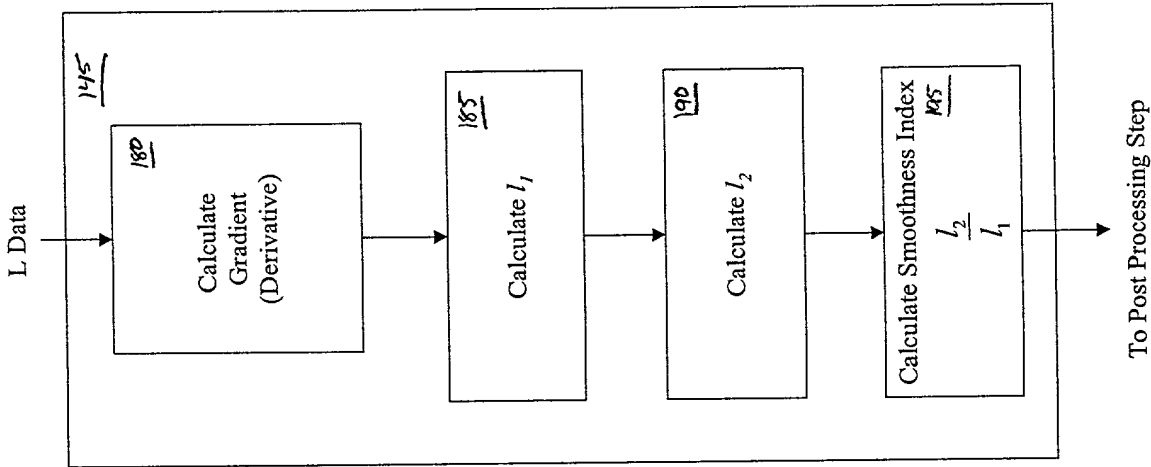 L Data
145
180
Calculate
Gradient
(Derivative)
185
Calculate l₁
190
Calculate l₂
Calculate Smoothness Index
195
l₂
l₁
To Post Processing Step